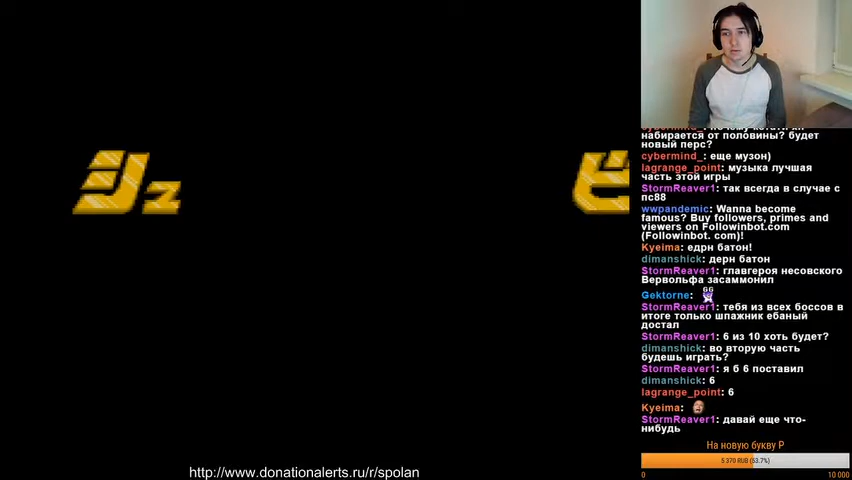 シz
ビ
cybermind_: почему
набирается от половины? будет
новый перс?
cybermind_: еще музон)
lagrange_point: музыка лучшая
часть этой игры
StormReaver1: так всегда в случае с
пс88
wwpandemic: Wanna become
famous? Buy followers, primes and
viewers on Followinbot.com
(Followinbot. com)!
Kyeima: едрн батон!
dimanshick: дерн батон
StormReaver1: главгероя несовского
Вервольфа засаммонил
Gektorne:
StormReaver1: тебя из всех боссов в
итоге только шпажник ебаный
достал
StormReaver1: 6 из 10 хоть будет?
dimanshick: во вторую часть
будешь играть?
StormReaver1: я б 6 поставил
dimanshick: 6
lagrange_point: 6
Kyeima:
StormReaver1: давай еще что-
нибудь
На новую букву Р
5 370 RUB (53.7%)
0 10 000
http://www.donationalerts.ru/r/spolan